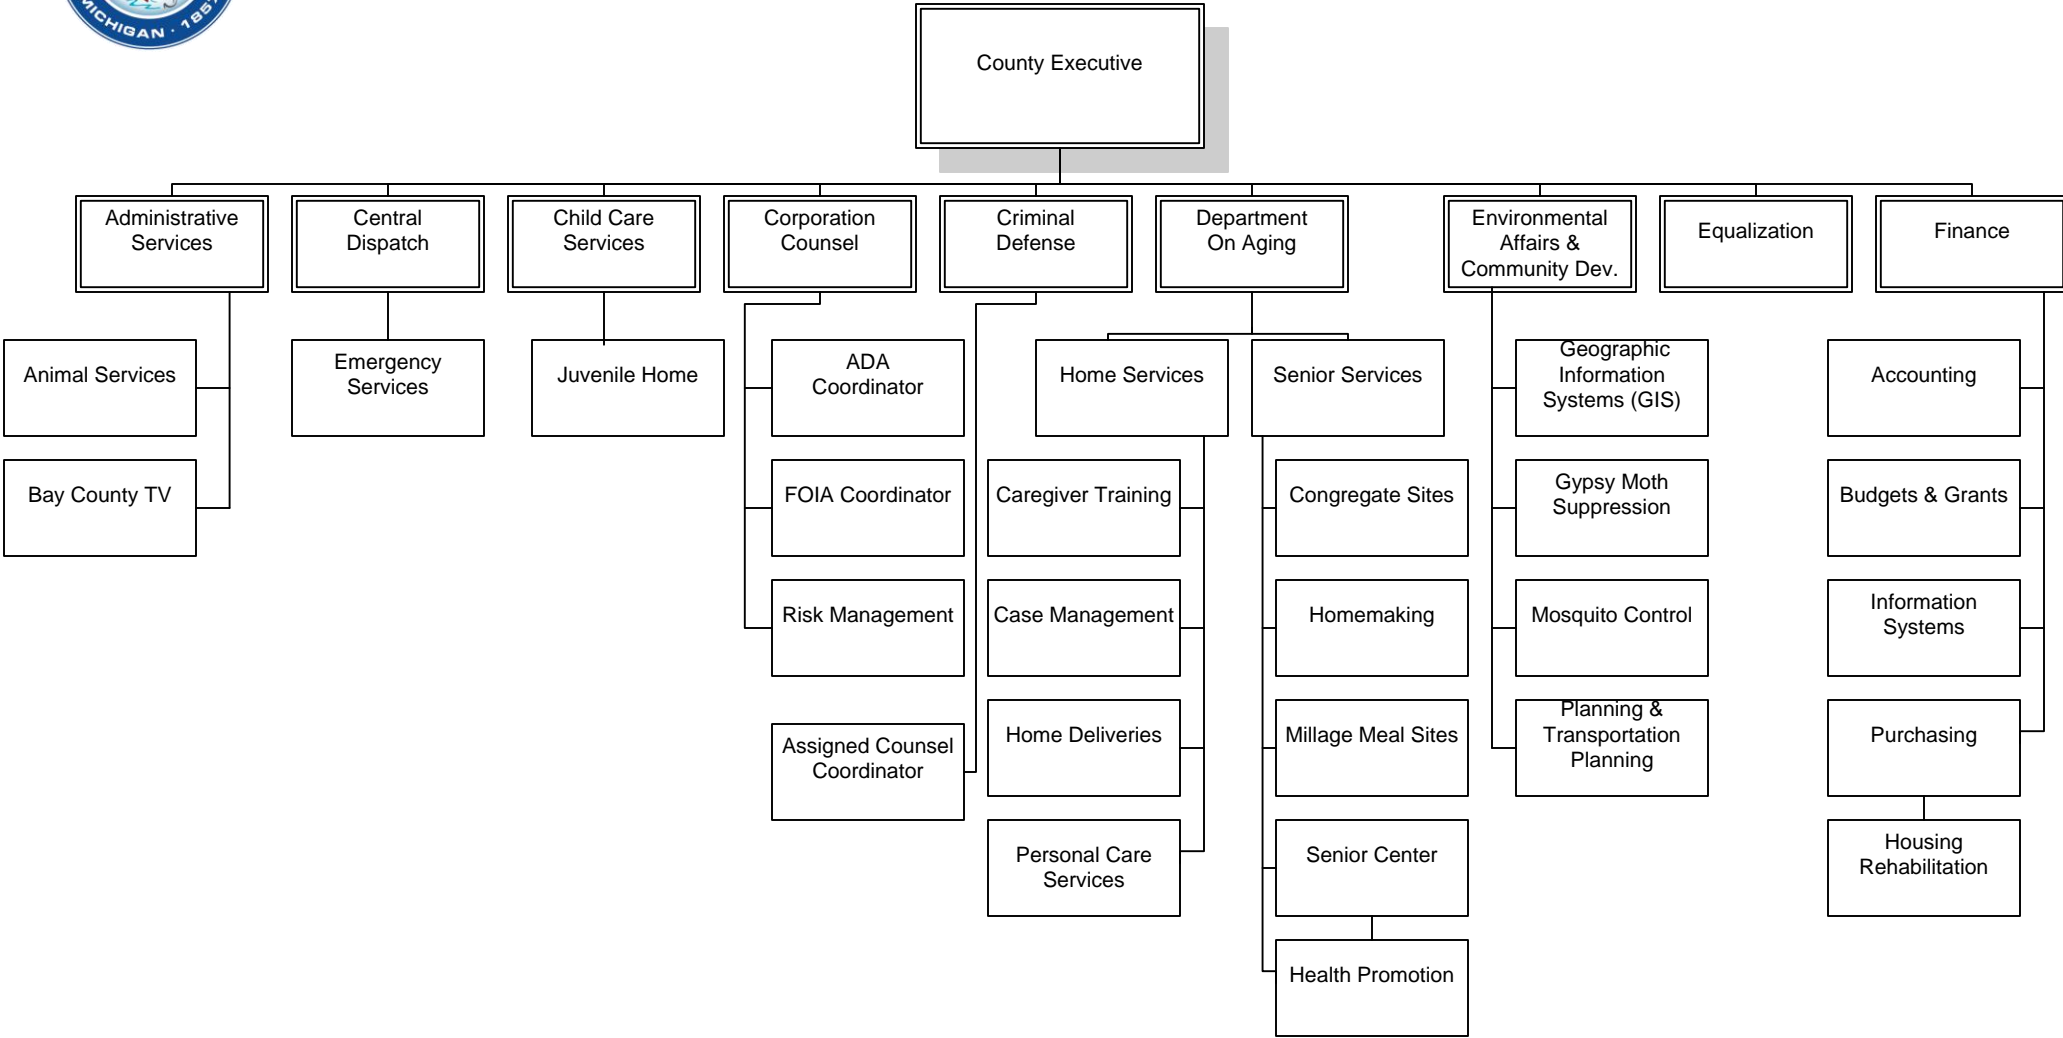 MICHIGAN · 185
County Executive
Administrative
Services
Central
Dispatch
Child Care
Services
Corporation
Counsel
Criminal
Defense
Department
On Aging
Environmental
Affairs &
Community Dev.
Equalization
Finance
Animal Services
Emergency
Services
Juvenile Home
ADA
Coordinator
Home Services
Senior Services
Geographic
Information
Systems (GIS)
Accounting
Bay County TV
FOIA Coordinator
Caregiver Training
Congregate Sites
Gypsy Moth
Suppression
Budgets & Grants
Risk Management
Case Management
Homemaking
Mosquito Control
Information
Systems
Assigned Counsel
Coordinator
Home Deliveries
Millage Meal Sites
Planning &
Transportation
Planning
Purchasing
Personal Care
Services
Senior Center
Housing
Rehabilitation
Health Promotion